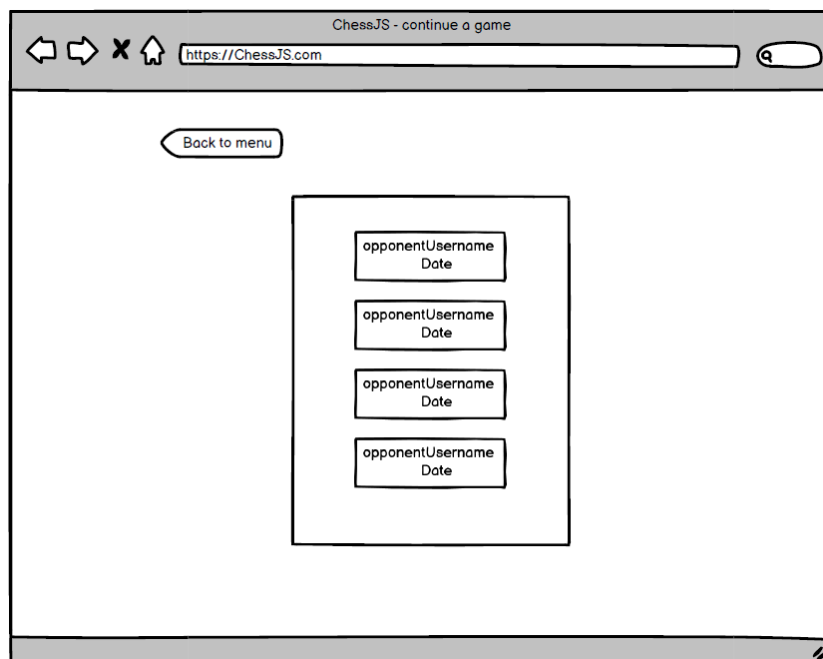 ChessJS - continue a game
https://ChessJS.com
Back to menu
opponentUsername
Date
opponentUsername
Date
opponentUsername
Date
opponentUsername
Date